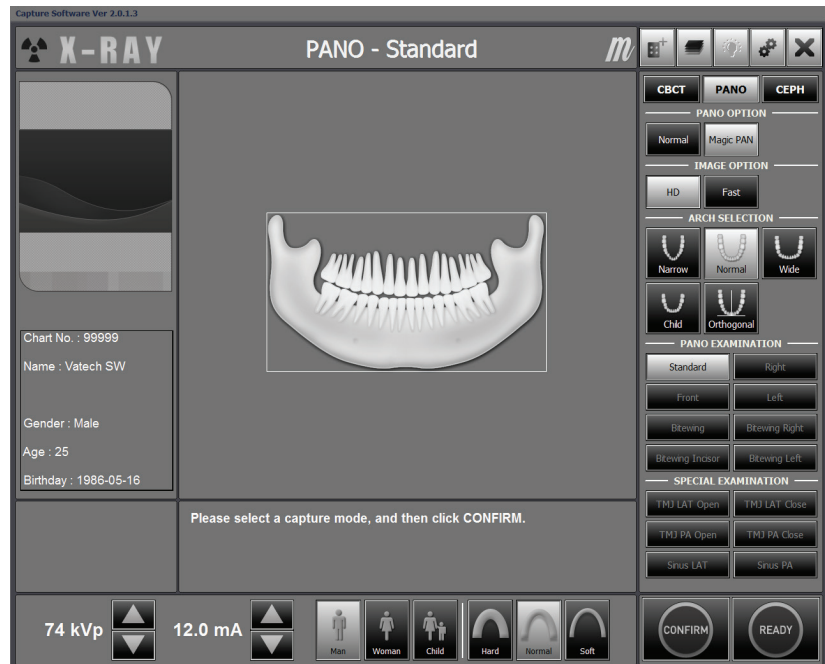 Capture Software Ver 2.0.1.3
X-RAY
PANO - Standard
m
CBCT PANO CEPH
PANO OPTION
Normal Magic PAN
IMAGE OPTION
HD Fast
ARCH SELECTION
Narrow Normal Wide
Child Orthogonal
PANO EXAMINATION
Standard Right
Front Left
Bitewing Bitewing Right
Bitewing Incisor Bitewing Left
SPECIAL EXAMINATION
TMJ LAT Open TMJ LAT Close
TMJ PA Open TMJ PA Close
Sinus LAT Sinus PA
Chart No. : 99999
Name : Vatech SW
Gender : Male
Age : 25
Birthday : 1986-05-16
Please select a capture mode, and then click CONFIRM.
74 kVp 12.0 mA
Man Woman Child Hard Normal Soft
CONFIRM READY